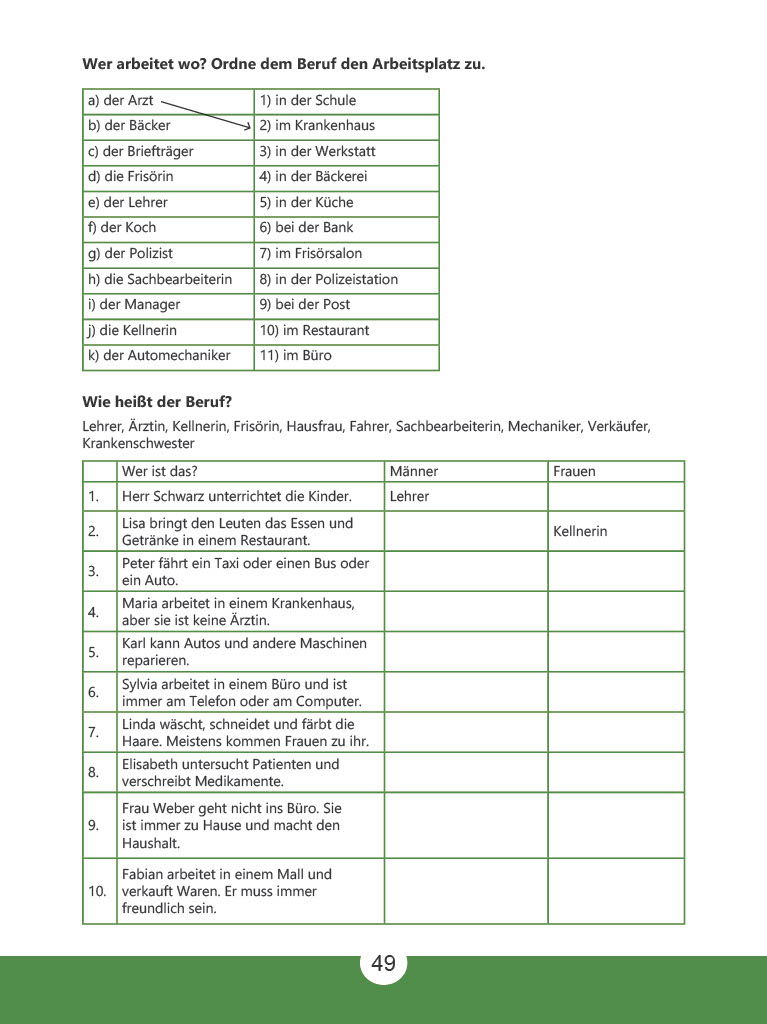 Wer arbeitet wo? Ordne dem Beruf den Arbeitsplatz zu.
a) der Arzt 1) in der Schule
b) der Bäcker 2) im Krankenhaus
c) der Briefträger 3) in der Werkstatt
d) die Frisörin 4) in der Bäckerei
e) der Lehrer 5) in der Küche
f) der Koch 6) bei der Bank
g) der Polizist 7) im Frisörsalon
h) die Sachbearbeiterin 8) in der Polizeistation
i) der Manager 9) bei der Post
j) die Kellnerin 10) im Restaurant
k) der Automechaniker 11) im Büro
Wie heißt der Beruf?
Lehrer, Ärztin, Kellnerin, Frisörin, Hausfrau, Fahrer, Sachbearbeiterin, Mechaniker, Verkäufer,
Krankenschwester
Wer ist das? Männer Frauen
1. Herr Schwarz unterrichtet die Kinder. Lehrer
2. Lisa bringt den Leuten das Essen und
Getränke in einem Restaurant. Kellnerin
3. Peter fährt ein Taxi oder einen Bus oder
ein Auto.
4. Maria arbeitet in einem Krankenhaus,
aber sie ist keine Ärztin.
5. Karl kann Autos und andere Maschinen
reparieren.
6. Sylvia arbeitet in einem Büro und ist
immer am Telefon oder am Computer.
7. Linda wäscht, schneidet und färbt die
Haare. Meistens kommen Frauen zu ihr.
8. Elisabeth untersucht Patienten und
verschreibt Medikamente.
9. Frau Weber geht nicht ins Büro. Sie
ist immer zu Hause und macht den
Haushalt.
10. Fabian arbeitet in einem Mall und
verkauft Waren. Er muss immer
freundlich sein.
49